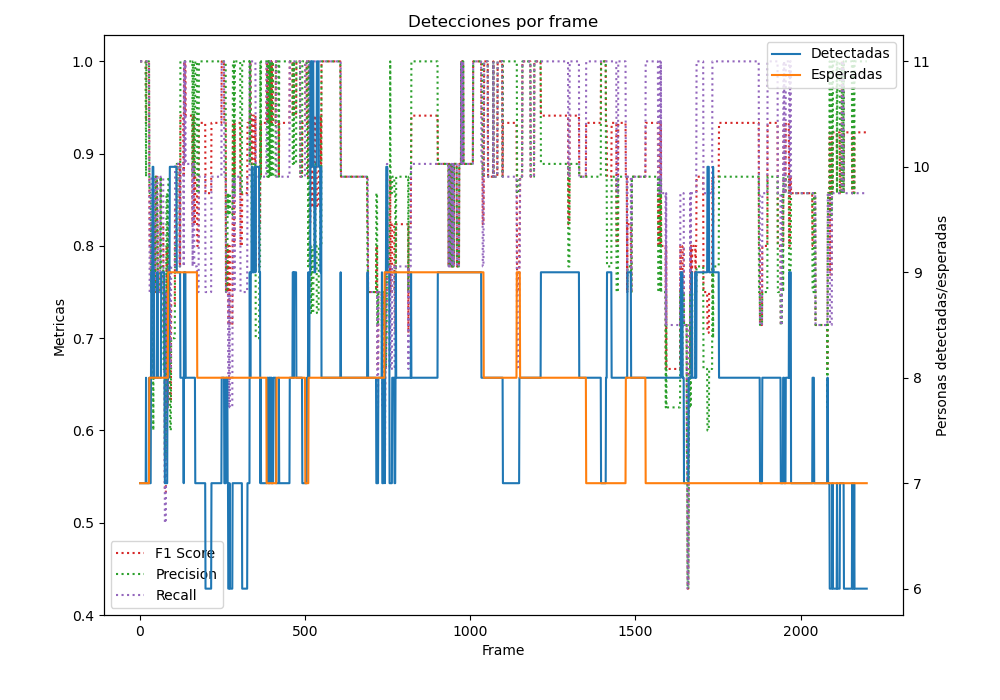 Detecciones por frame
Detectadas
Esperadas
1.0
0.9
0.8
0.7
0.6
0.5
0.4
Metricas
11
10
9
8
7
6
Personas detectadas/esperadas
F1 Score
Precision
Recall
0
500
1000
1500
2000
Frame